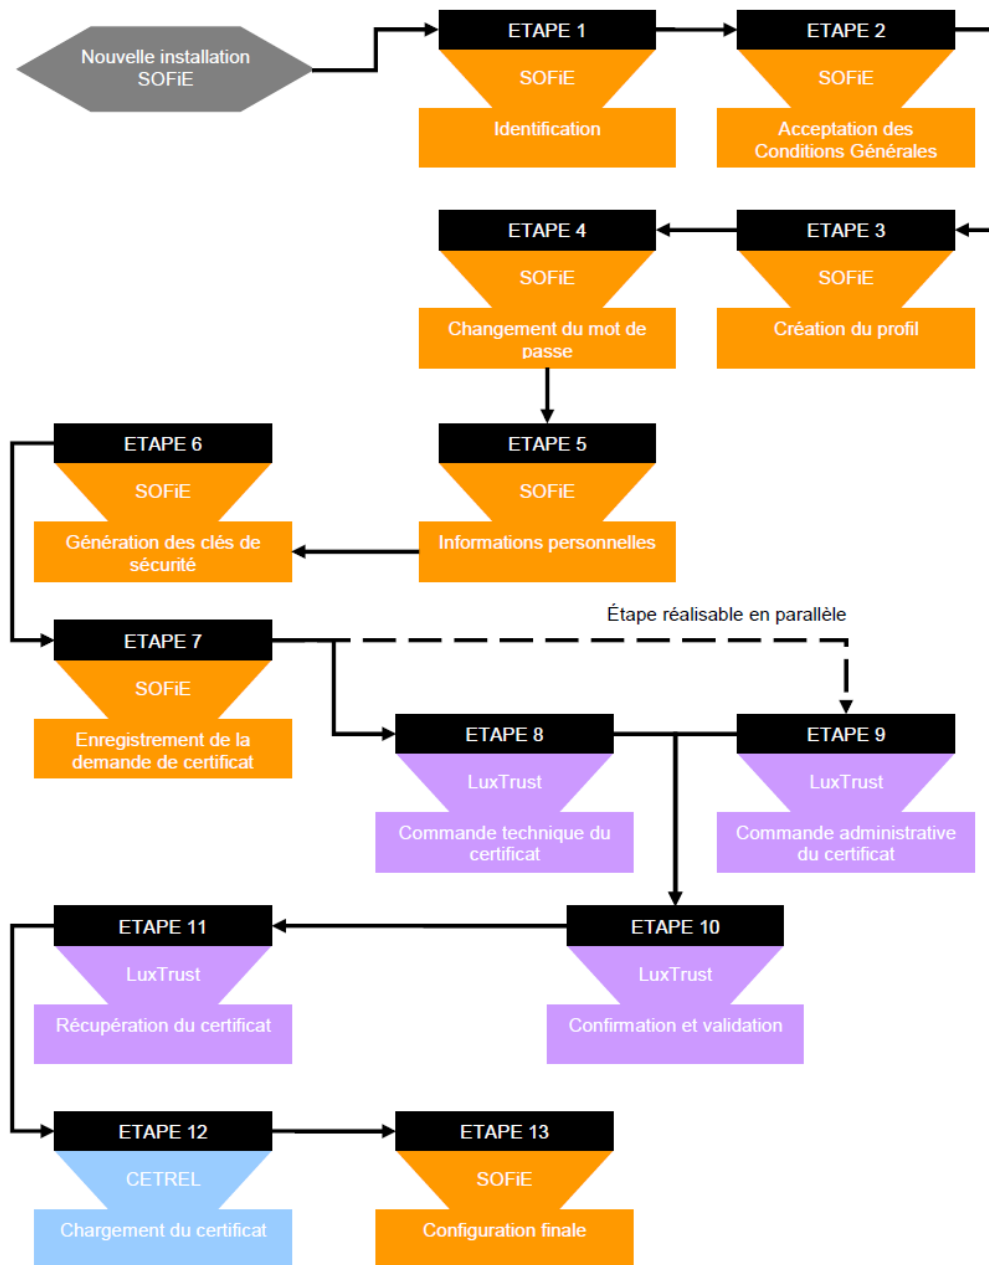 Nouvelle installation
SOFiE
ETAPE 1
SOFiE
Identification
ETAPE 2
SOFiE
Acceptation des
Conditions Générales
ETAPE 3
SOFiE
Création du profil
ETAPE 4
SOFiE
Changement du mot de
passe
ETAPE 5
SOFiE
Informations personnelles
ETAPE 6
SOFiE
Génération des clés de
sécurité
ETAPE 7
SOFiE
Enregistrement de la
demande de certificat
Étape réalisable en parallèle
ETAPE 8
LuxTrust
Commande technique du
certificat
ETAPE 9
LuxTrust
Commande administrative
du certificat
ETAPE 10
LuxTrust
Confirmation et validation
ETAPE 11
LuxTrust
Récupération du certificat
ETAPE 12
CETREL
Chargement du certificat
ETAPE 13
SOFiE
Configuration finale